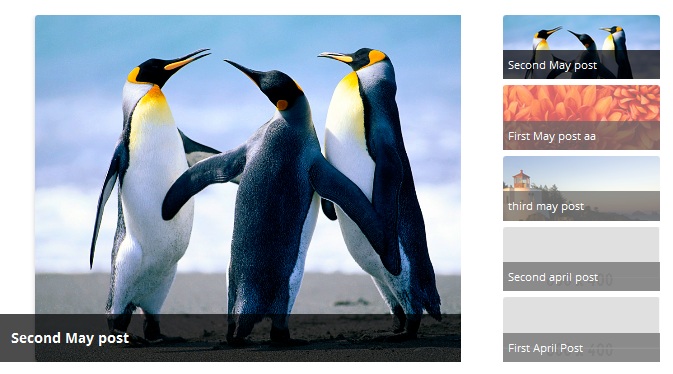 Second May post
Second May post
First May post aa
third may post
Second april post
First April Post